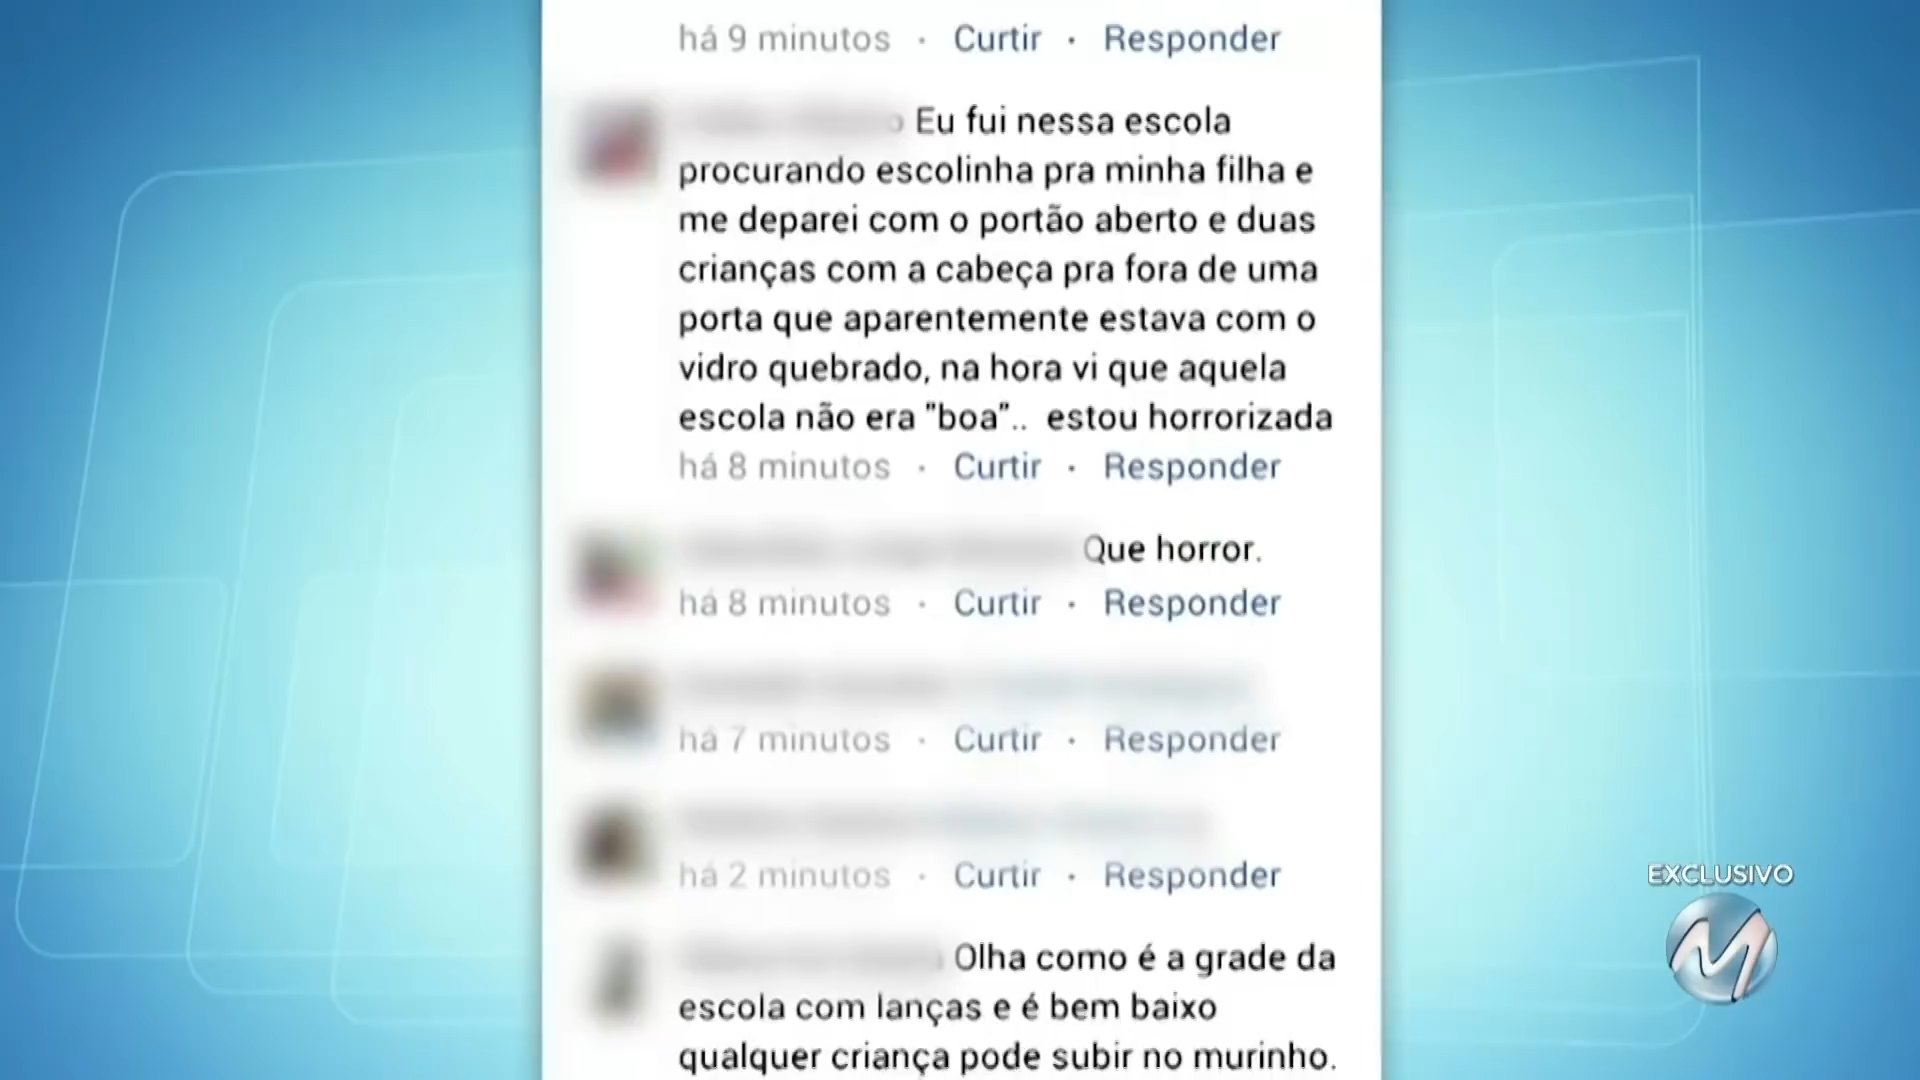 há 9 minutos · Curtir · Responder
Eu fui nessa escola
procurando escolinha pra minha filha e
me deparei com o portão aberto e duas
crianças com a cabeça pra fora de uma
porta que aparentemente estava com o
vidro quebrado, na hora vi que aquela
escola não era "boa".. estou horrorizada
há 8 minutos · Curtir · Responder
Que horror.
há 8 minutos · Curtir · Responder
há 7 minutos · Curtir · Responder
há 2 minutos · Curtir · Responder
Olha como é a grade da
escola com lanças e é bem baixo
qualquer criança pode subir no murinho.
EXCLUSIVO
M